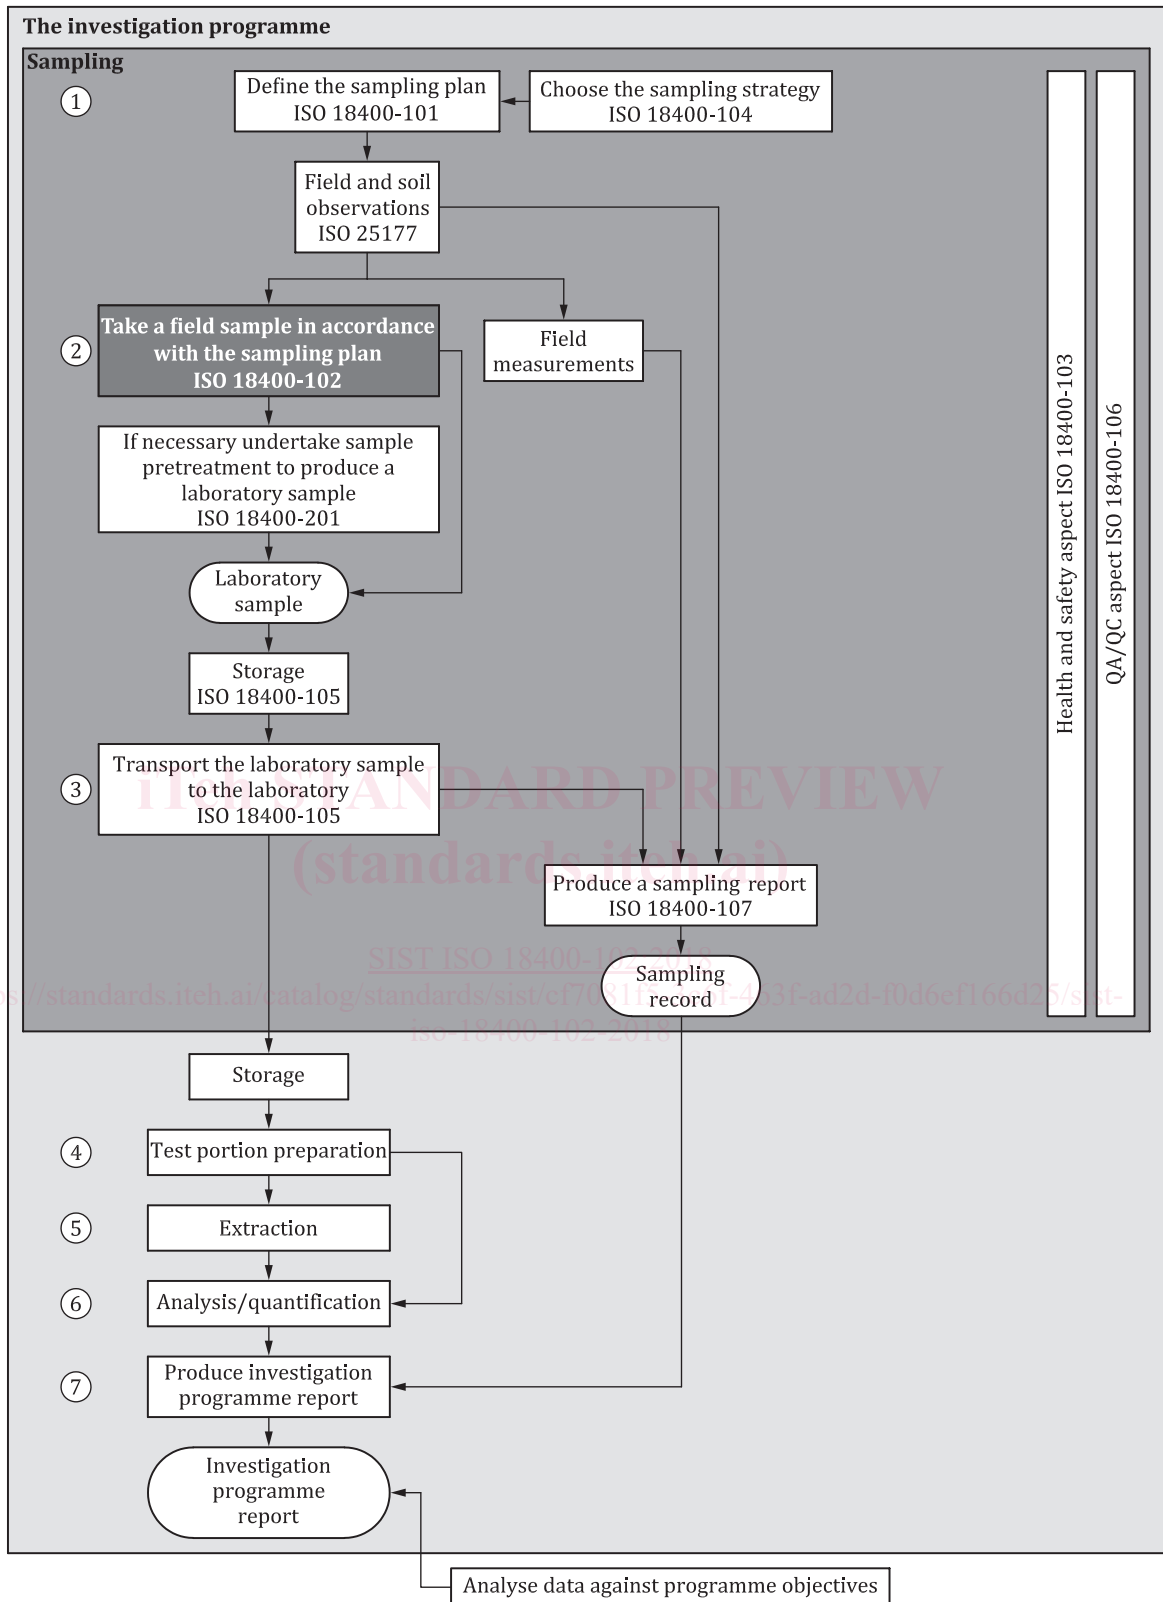 The investigation programme
Sampling
1
Define the sampling plan
ISO 18400-101
Choose the sampling strategy
ISO 18400-104
Field and soil
observations
ISO 25177
2
Take a field sample in accordance
with the sampling plan
ISO 18400-102
Field
measurements
If necessary undertake sample
pretreatment to produce a
laboratory sample
ISO 18400-201
Laboratory
sample
Storage
ISO 18400-105
3
Transport the laboratory sample
to the laboratory
ISO 18400-105
Health and safety aspect ISO 18400-103
QA/QC aspect ISO 18400-106
iTeh STANDARD PREVIEW
(standards.iteh.ai)
Produce a sampling report
ISO 18400-107
SIST ISO 18400-102:2018
Sampling
record
iso-18400-102-2018
Storage
4
Test portion preparation
5
Extraction
6
Analysis/quantification
7
Produce investigation
programme report
Investigation
programme
report
Analyse data against programme objectives